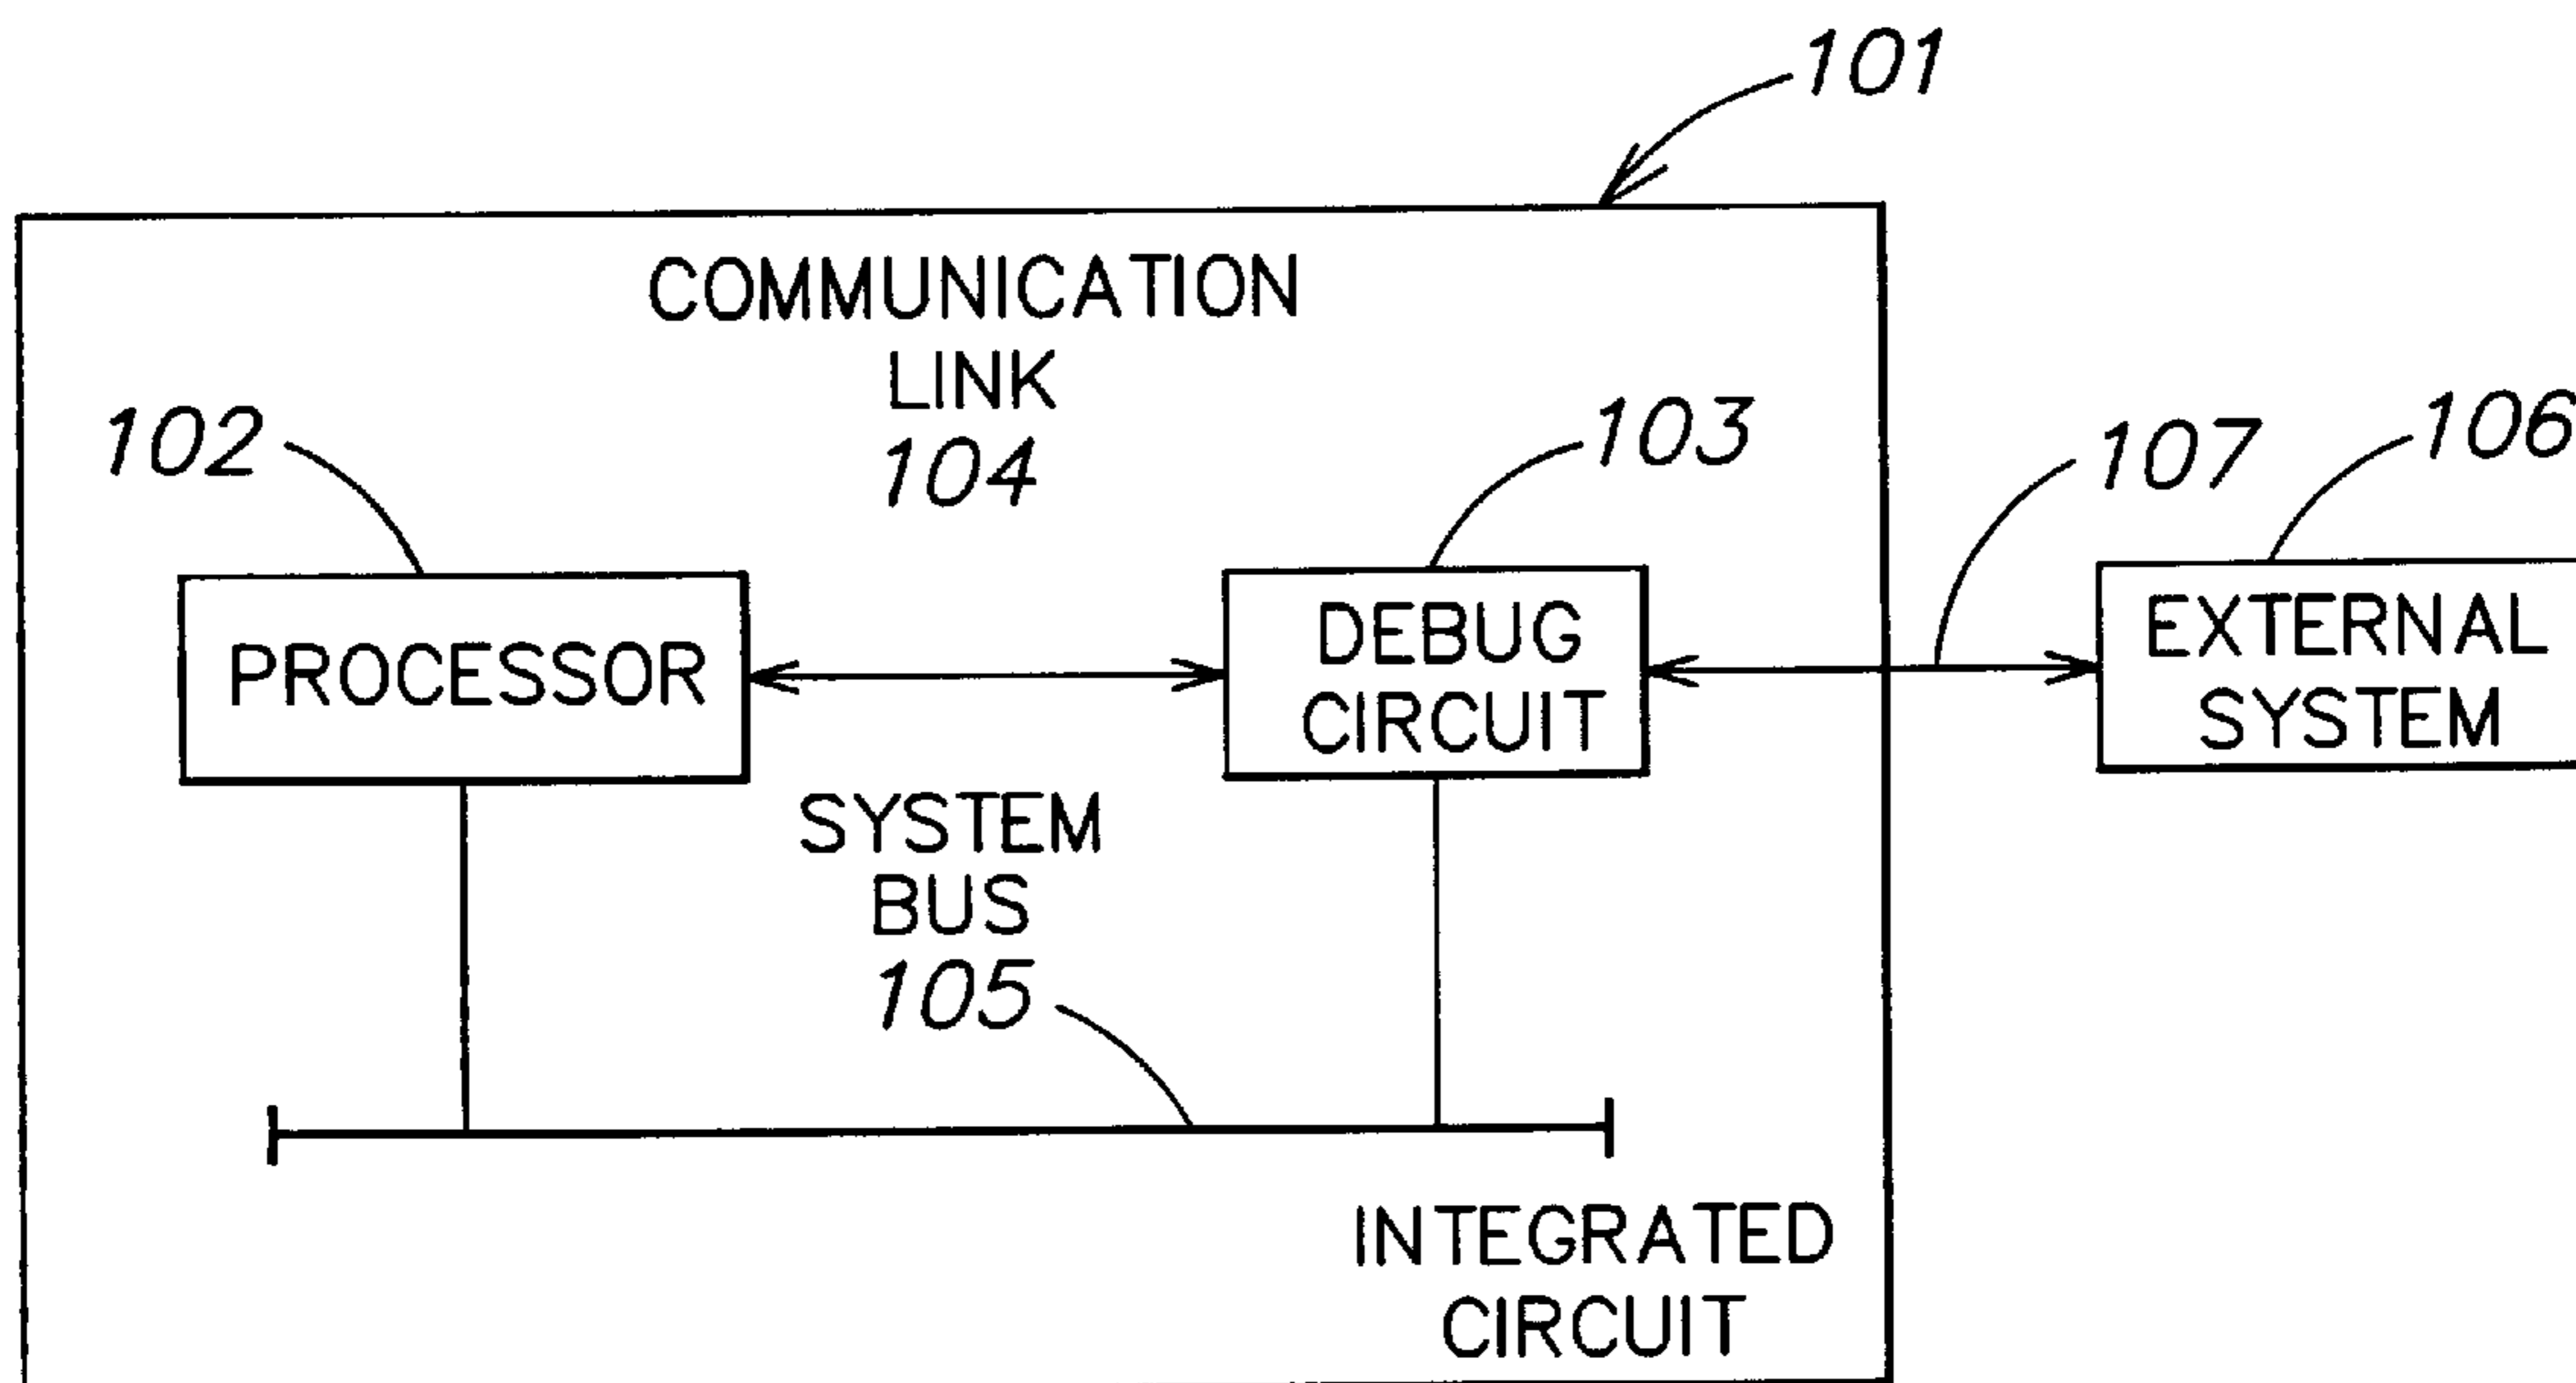 101
COMMUNICATION
LINK
104
102
103
107
106
PROCESSOR
DEBUG
CIRCUIT
EXTERNAL
SYSTEM
SYSTEM
BUS
105
INTEGRATED
CIRCUIT